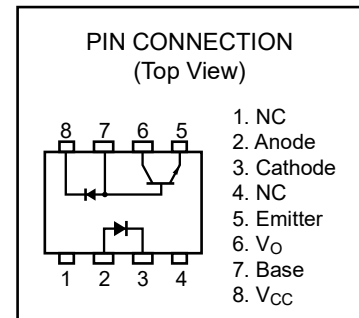 PIN CONNECTION
(Top View)
8 7 6 5
1 2 3 4
1. NC
2. Anode
3. Cathode
4. NC
5. Emitter
6. VO
7. Base
8. VCC